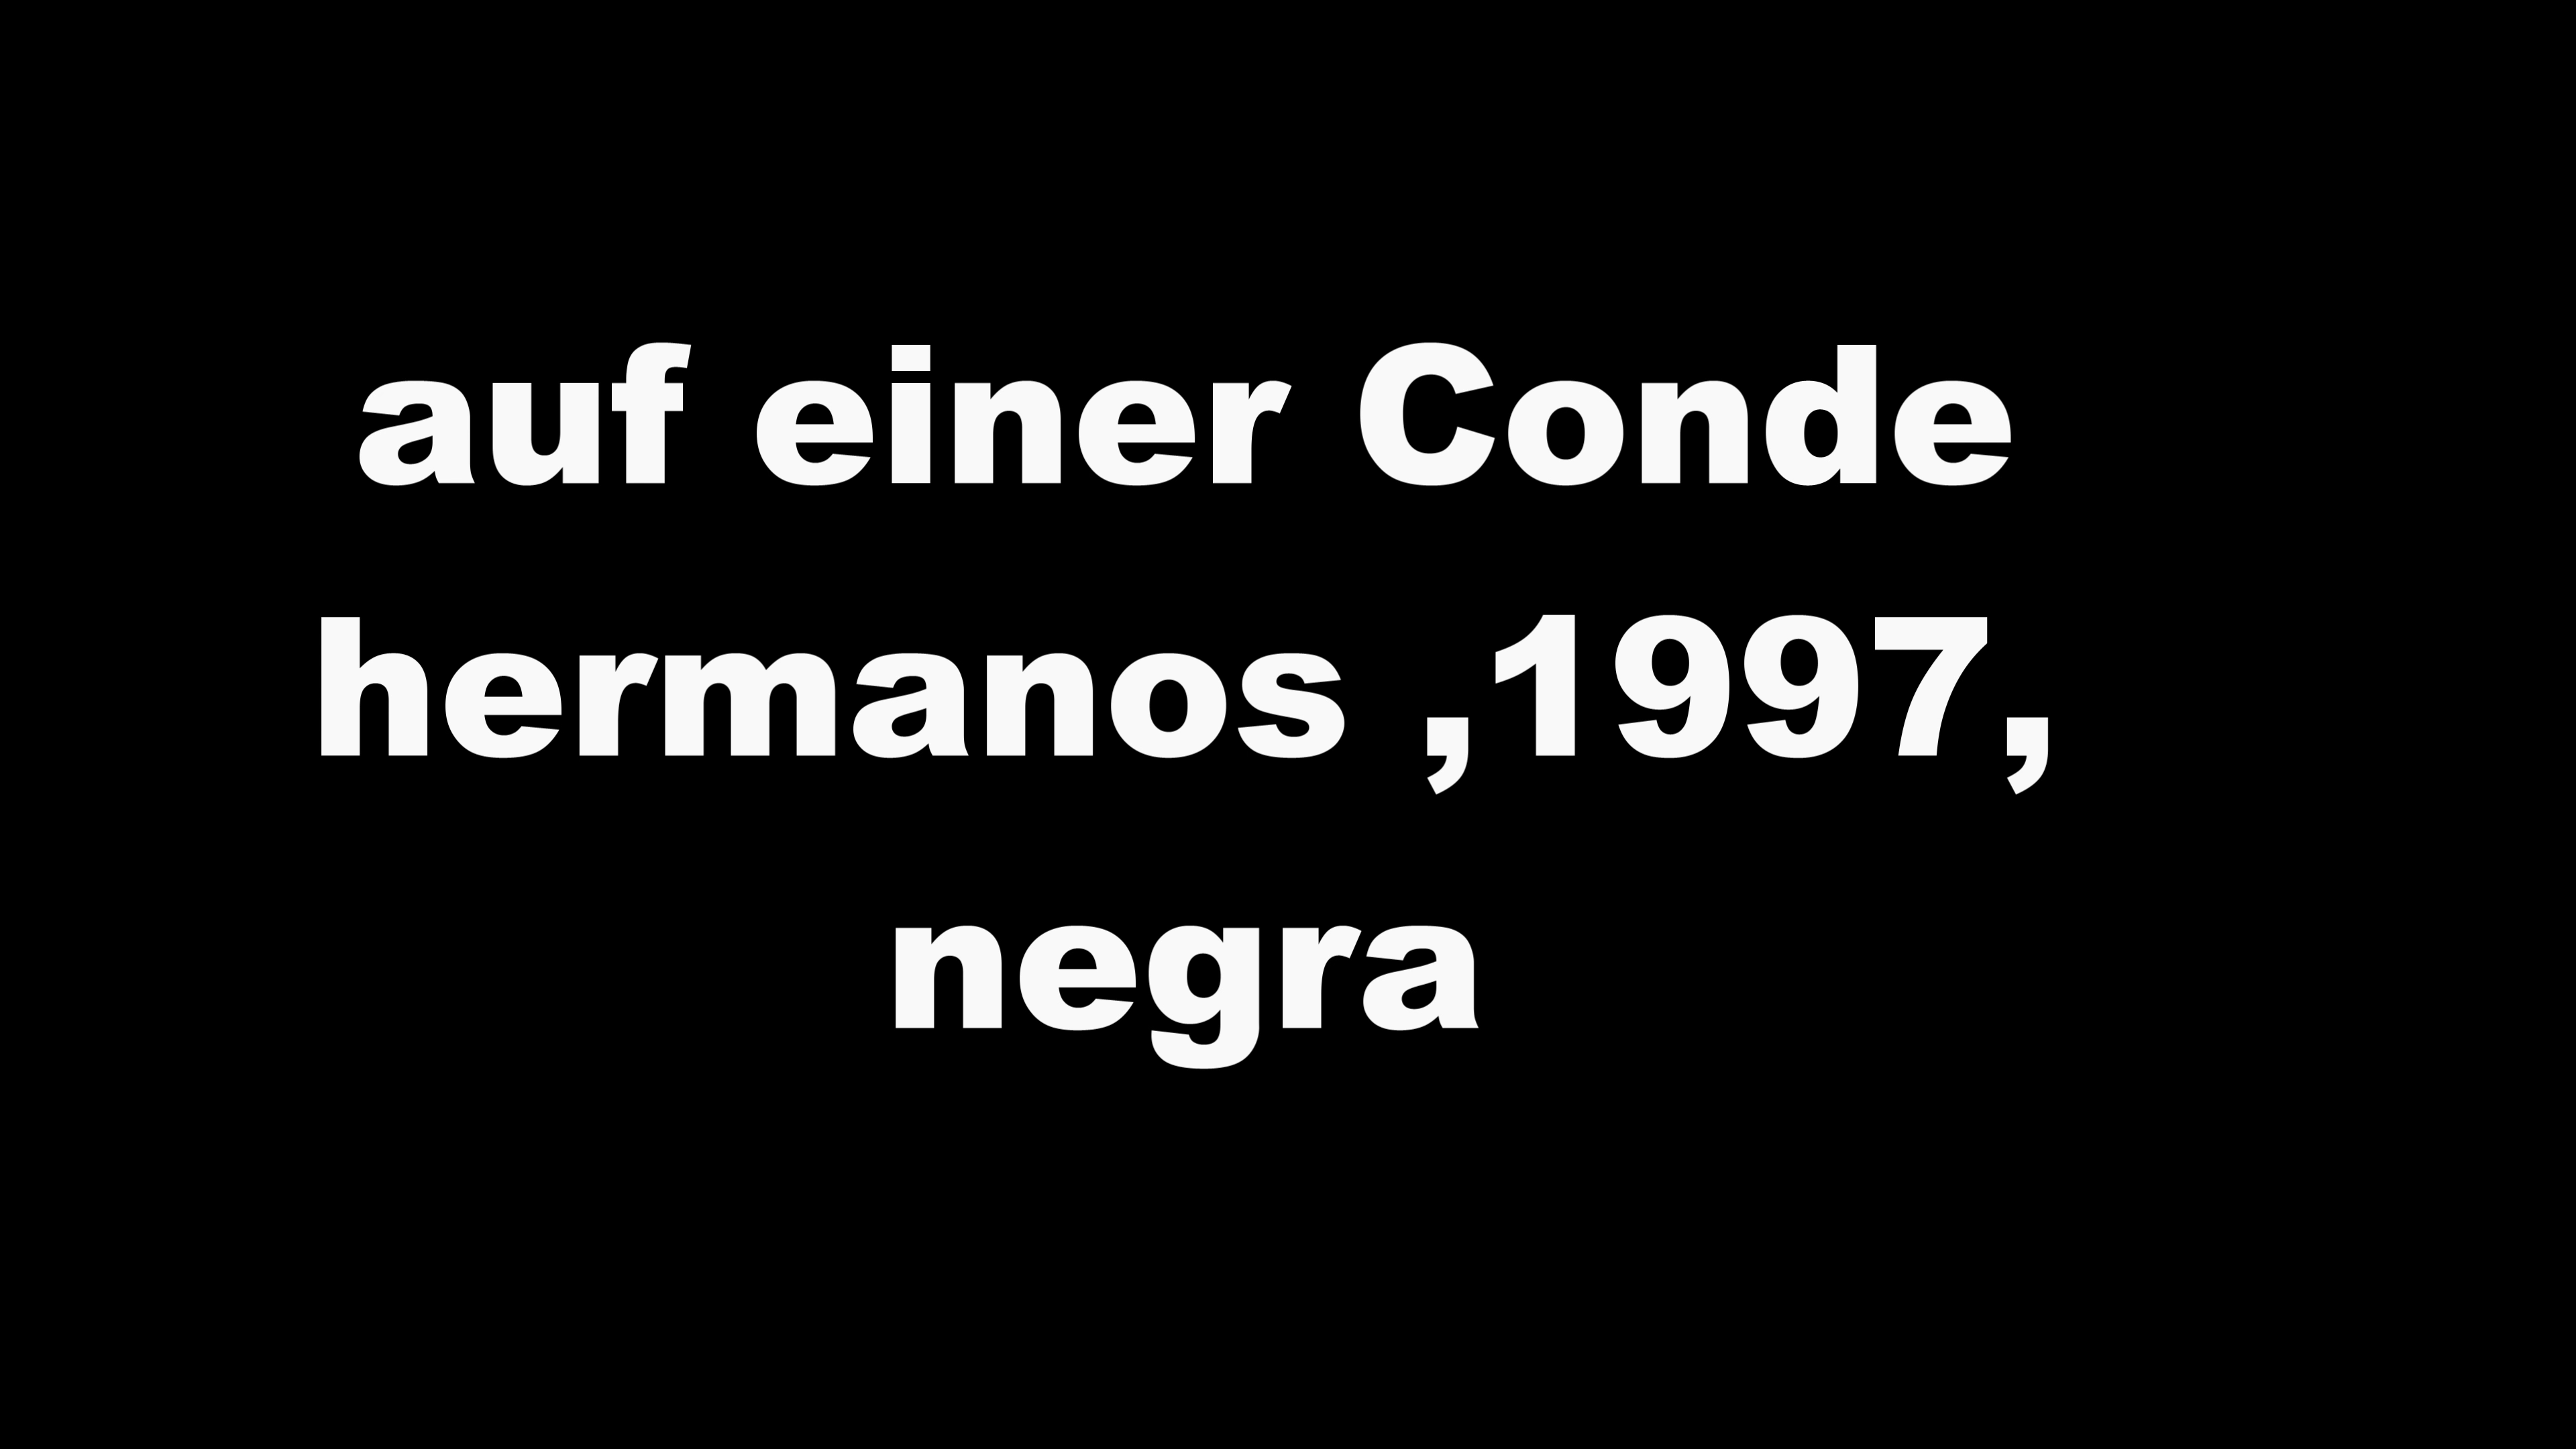 auf einer Conde
hermanos ,1997,
negra